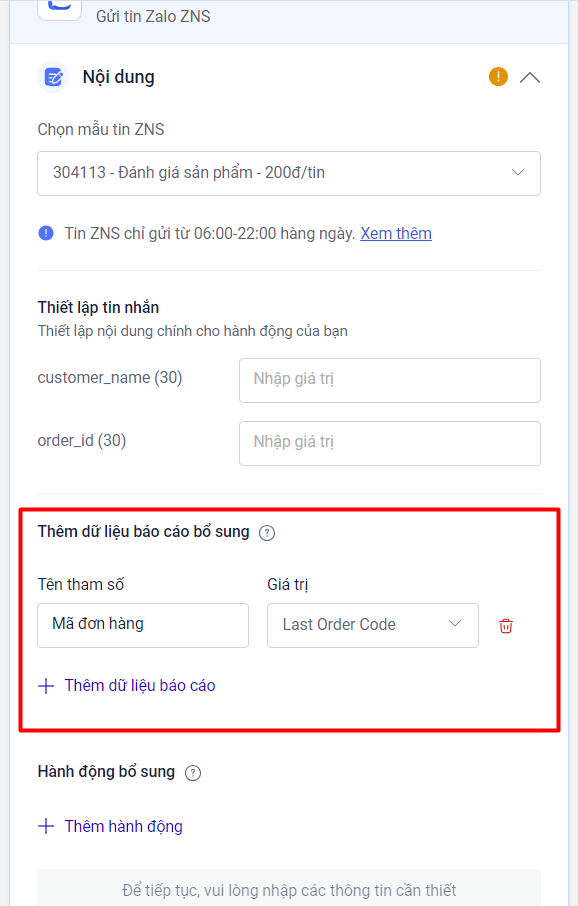 Gửi tin Zalo ZNS
Nội dung
Chọn mẫu tin ZNS
304113 - Đánh giá sản phẩm - 200đ/tin
Tin ZNS chỉ gửi từ 06:00-22:00 hàng ngày. Xem thêm
Thiết lập tin nhắn
Thiết lập nội dung chính cho hành động của bạn
customer_name (30) Nhập giá trị
order_id (30) Nhập giá trị
Thêm dữ liệu báo cáo bổ sung ?
Tên tham số Giá trị
Mã đơn hàng Last Order Code
Thêm dữ liệu báo cáo
Hành động bổ sung ?
Thêm hành động
Để tiếp tục, vui lòng nhập các thông tin cần thiết